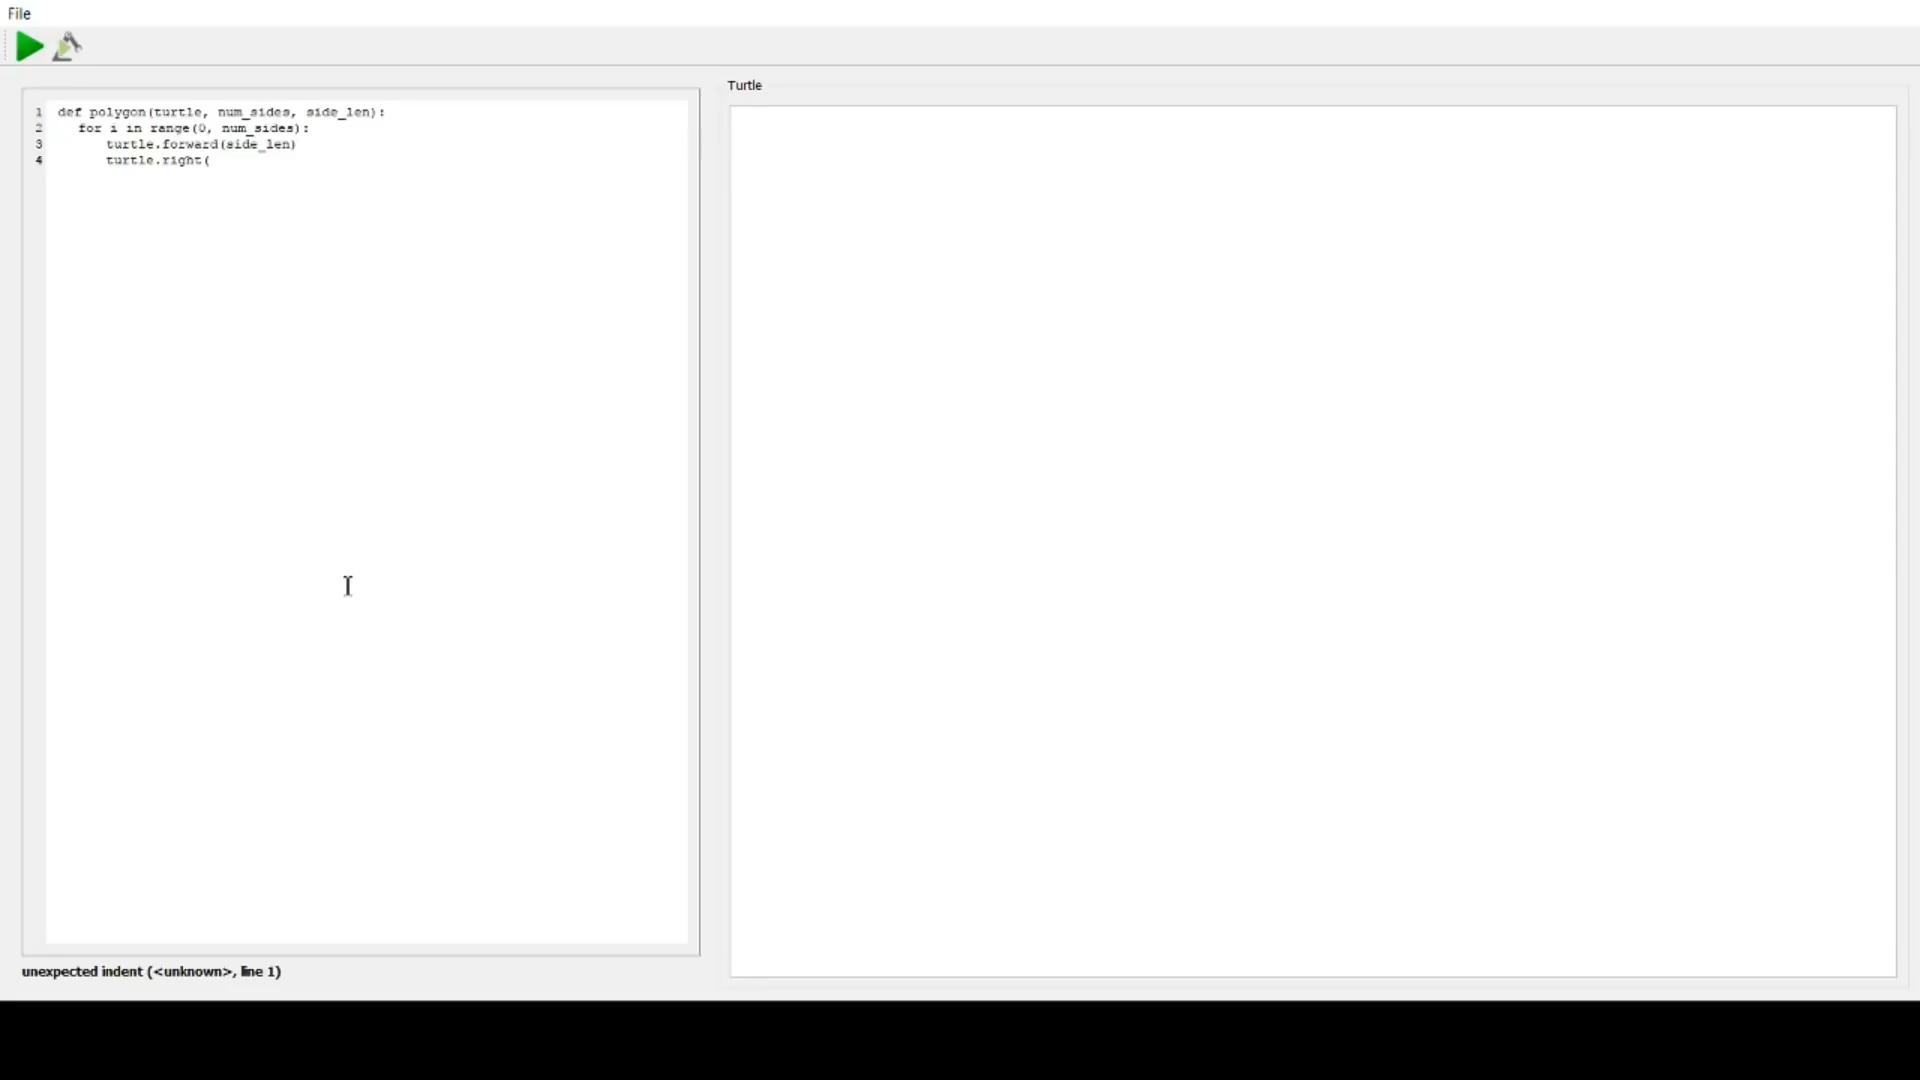 File
Turtle
1 def polygon(turtle, num_sides, side_len):
2 for i in range(0, num_sides):
3 turtle.forward(side_len)
4 turtle.right(
unexpected indent (<unknown>, line 1)